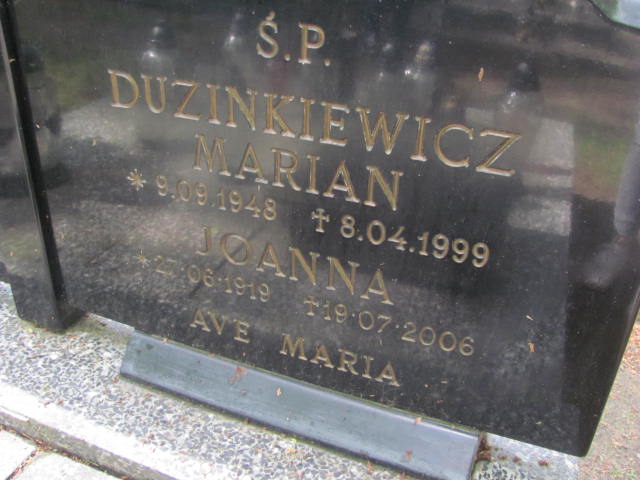 Ś.P.
DUZINKIEWICZ
MARIAN
* 9.09.1948 † 8.04.1999
JOANNA
* 27.06.1919 † 19.07.2006
AVE MARIA